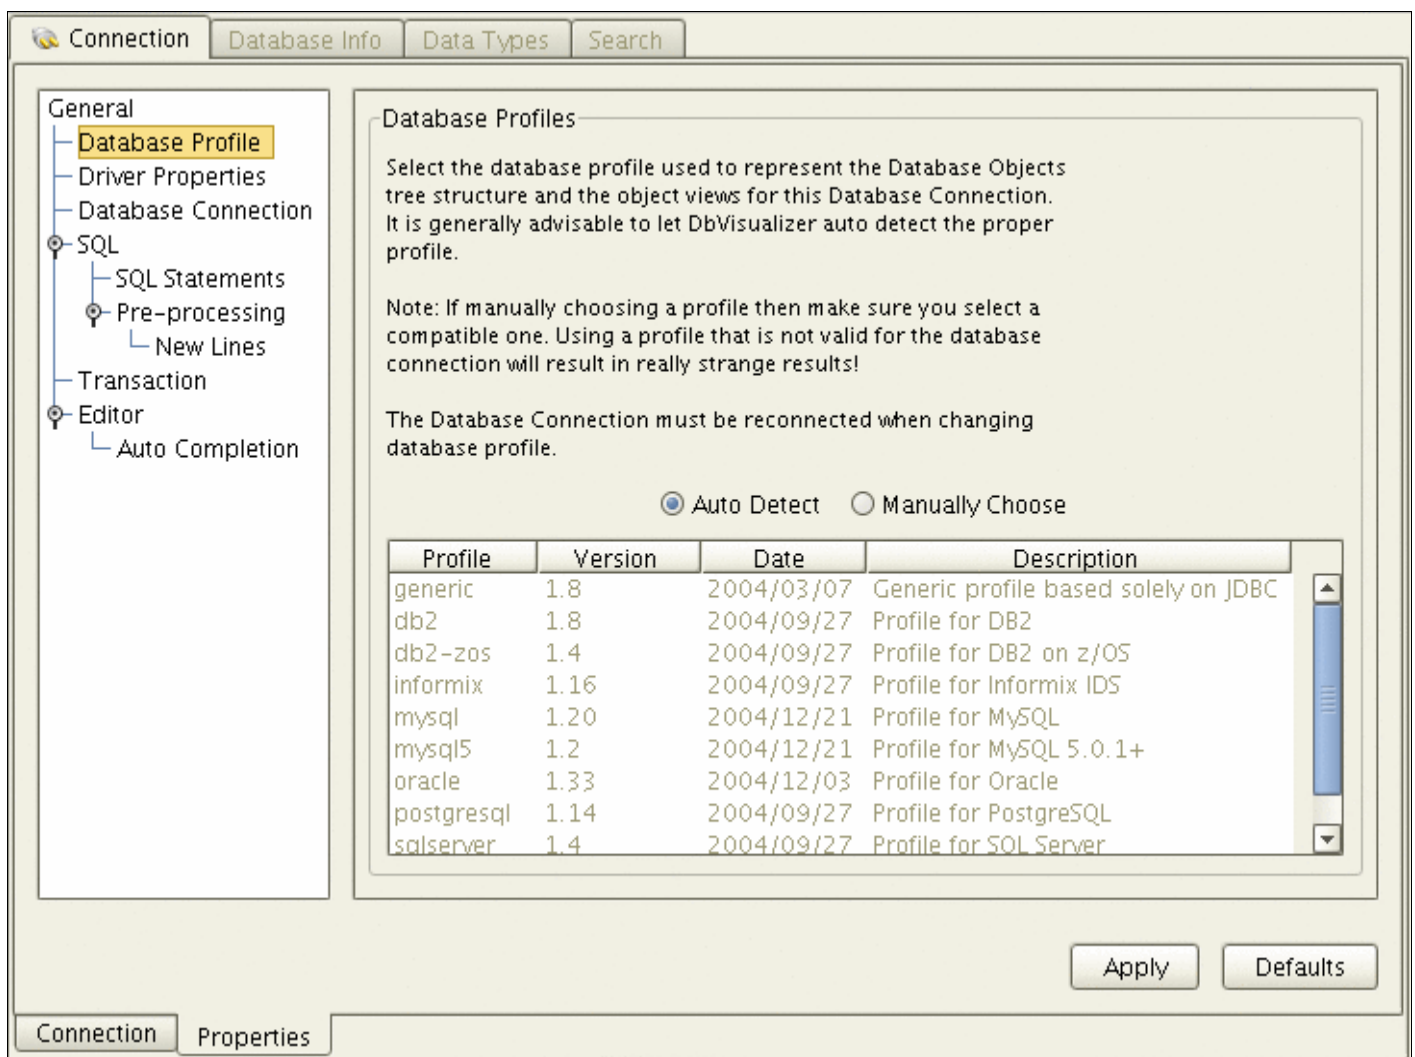 Connection Database Info Data Types Search
General
Database Profile
Driver Properties
Database Connection
SQL
SQL Statements
Pre-processing
New Lines
Transaction
Editor
Auto Completion
Database Profiles
Select the database profile used to represent the Database Objects
tree structure and the object views for this Database Connection.
It is generally advisable to let DbVisualizer auto detect the proper
profile.
Note: If manually choosing a profile then make sure you select a
compatible one. Using a profile that is not valid for the database
connection will result in really strange results!
The Database Connection must be reconnected when changing
database profile.
Auto Detect Manually Choose
Profile Version Date Description
generic 1.8 2004/03/07 Generic profile based solely on JDBC
db2 1.8 2004/09/27 Profile for DB2
db2-zos 1.4 2004/09/27 Profile for DB2 on z/OS
informix 1.16 2004/09/27 Profile for Informix IDS
mysql 1.20 2004/12/21 Profile for MySQL
mysql5 1.2 2004/12/21 Profile for MySQL 5.0.1+
oracle 1.33 2004/12/03 Profile for Oracle
postgresql 1.14 2004/09/27 Profile for PostgreSQL
sqlserver 1.4 2004/09/27 Profile for SQL Server
Apply Defaults
Connection Properties